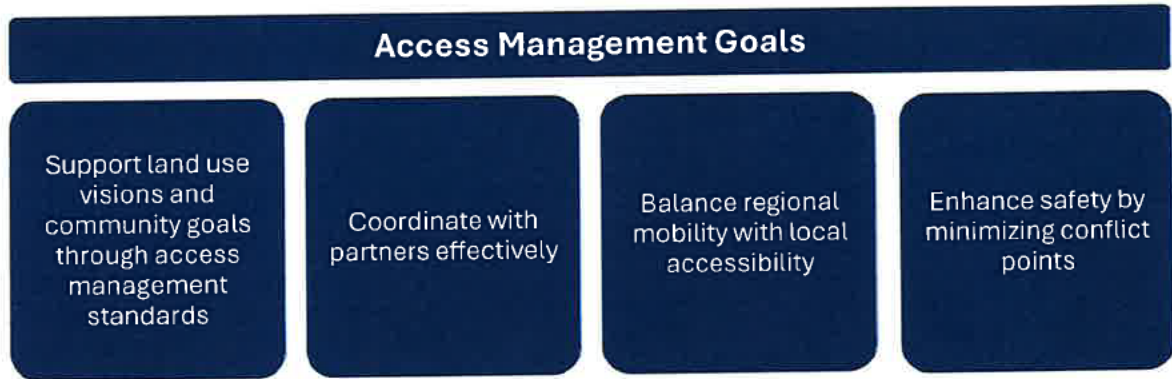 Access Management Goals
Support land use
visions and
community goals
through access
management
standards
Coordinate with
partners effectively
Balance regional
mobility with local
accessibility
Enhance safety by
minimizing conflict
points